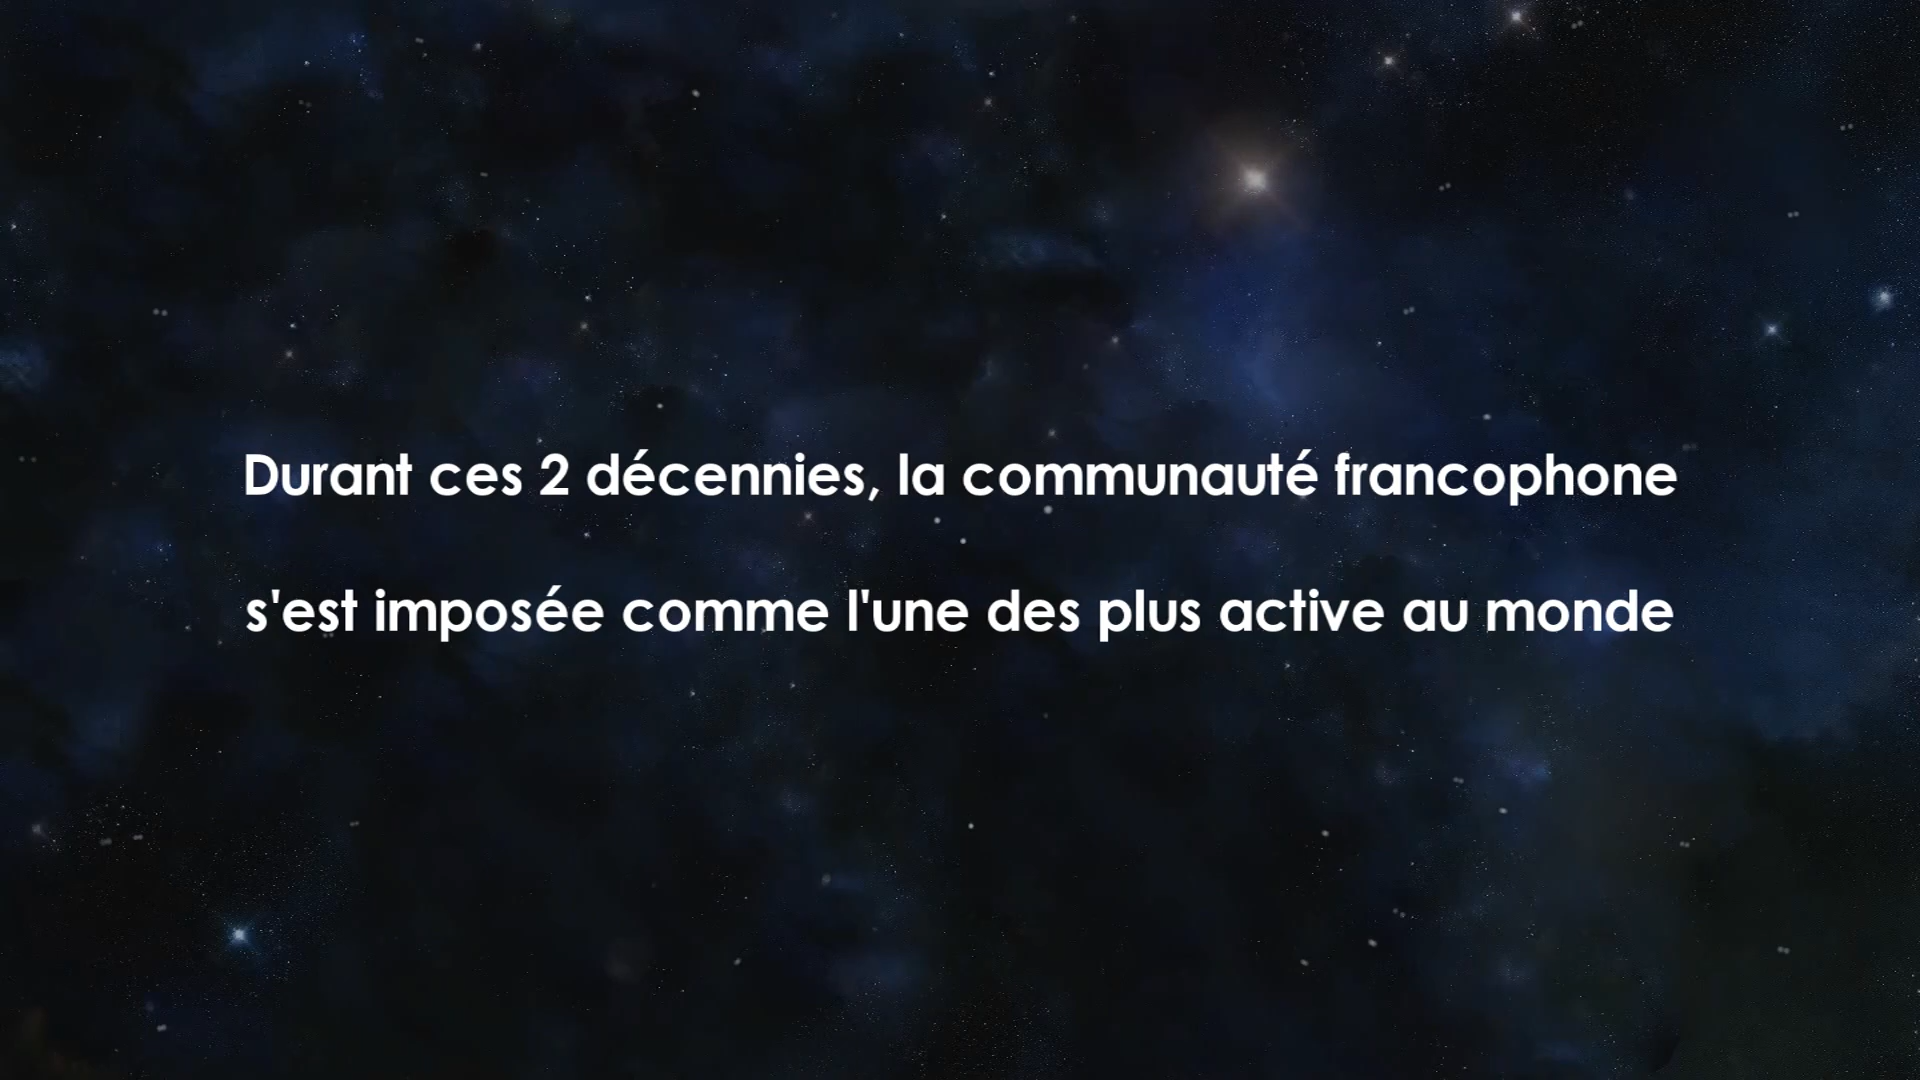 Durant ces 2 décennies, la communauté francophone
s'est imposée comme l'une des plus active au monde